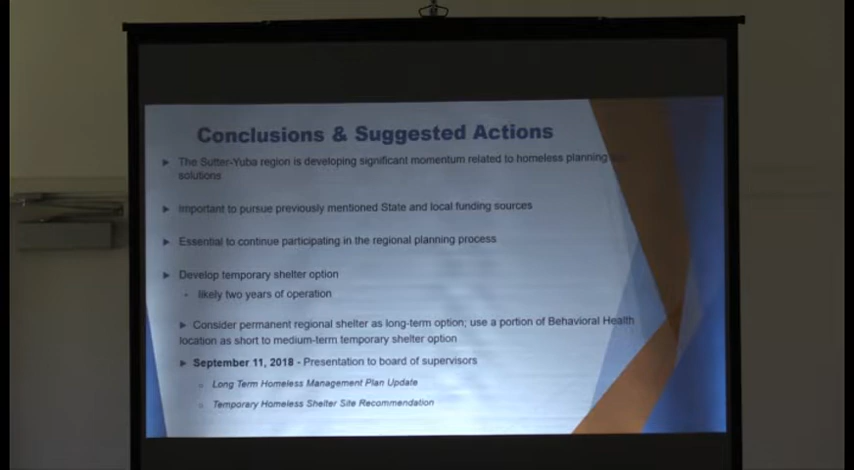 Conclusions & Suggested Actions
► The Sutter-Yuba region is developing significant momentum related to homeless planning
solutions
► Important to pursue previously mentioned State and local funding sources
► Essential to continue participating in the regional planning process
► Develop temporary shelter option
- likely two years of operation
► Consider permanent regional shelter as long-term option; use a portion of Behavioral Health
location as short to medium-term temporary shelter option
► September 11, 2018 - Presentation to board of supervisors
Long Term Homeless Management Plan Update
Temporary Homeless Shelter Site Recommendation